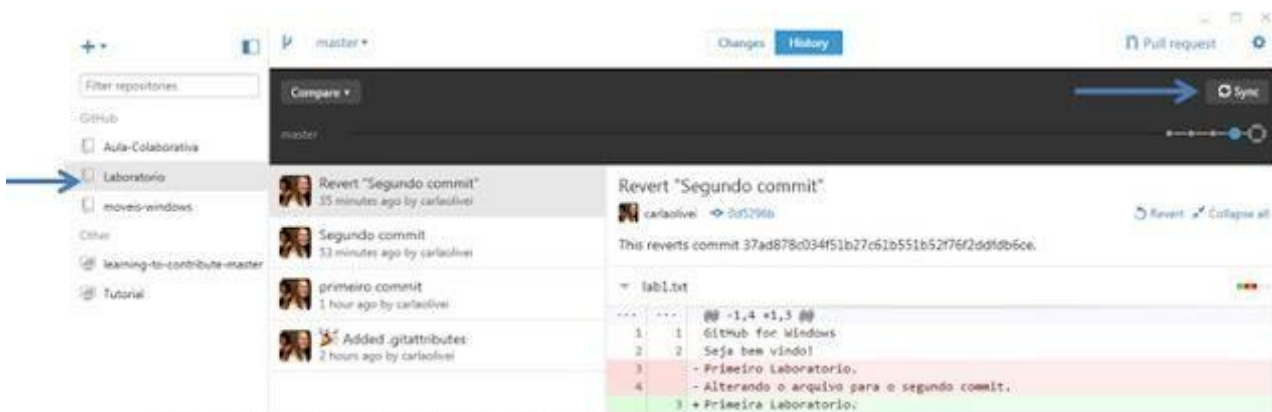 master
Changes
History
Pull request
Filter repositories
Compare
Sync
GitHub
master
Aula-Colaborativa
Laboratorio
moveis-windows
Other
learning-to-contribute-master
Tutorial
Revert "Segundo commit"
35 minutes ago by carlaolivei
Segundo commit
53 minutes ago by carlaolivei
primeiro commit
1 hour ago by carlaolivei
Added .gitattributes
2 hours ago by carlaolivei
Revert "Segundo commit"
carlaolivei 0d5296b
Revert Collapse all
This reverts commit 37ad878c034f51b27c61b551b52f76f2ddfdb6ce.
lab1.txt
... ... @@ -1,4 +1,3 @@
1 1 GitHub for Windows
2 2 Seja bem vindo!
3 - Primeiro Laboratorio.
4 - Alterando o arquivo para o segundo commit.
3 + Primeira Laboratorio.